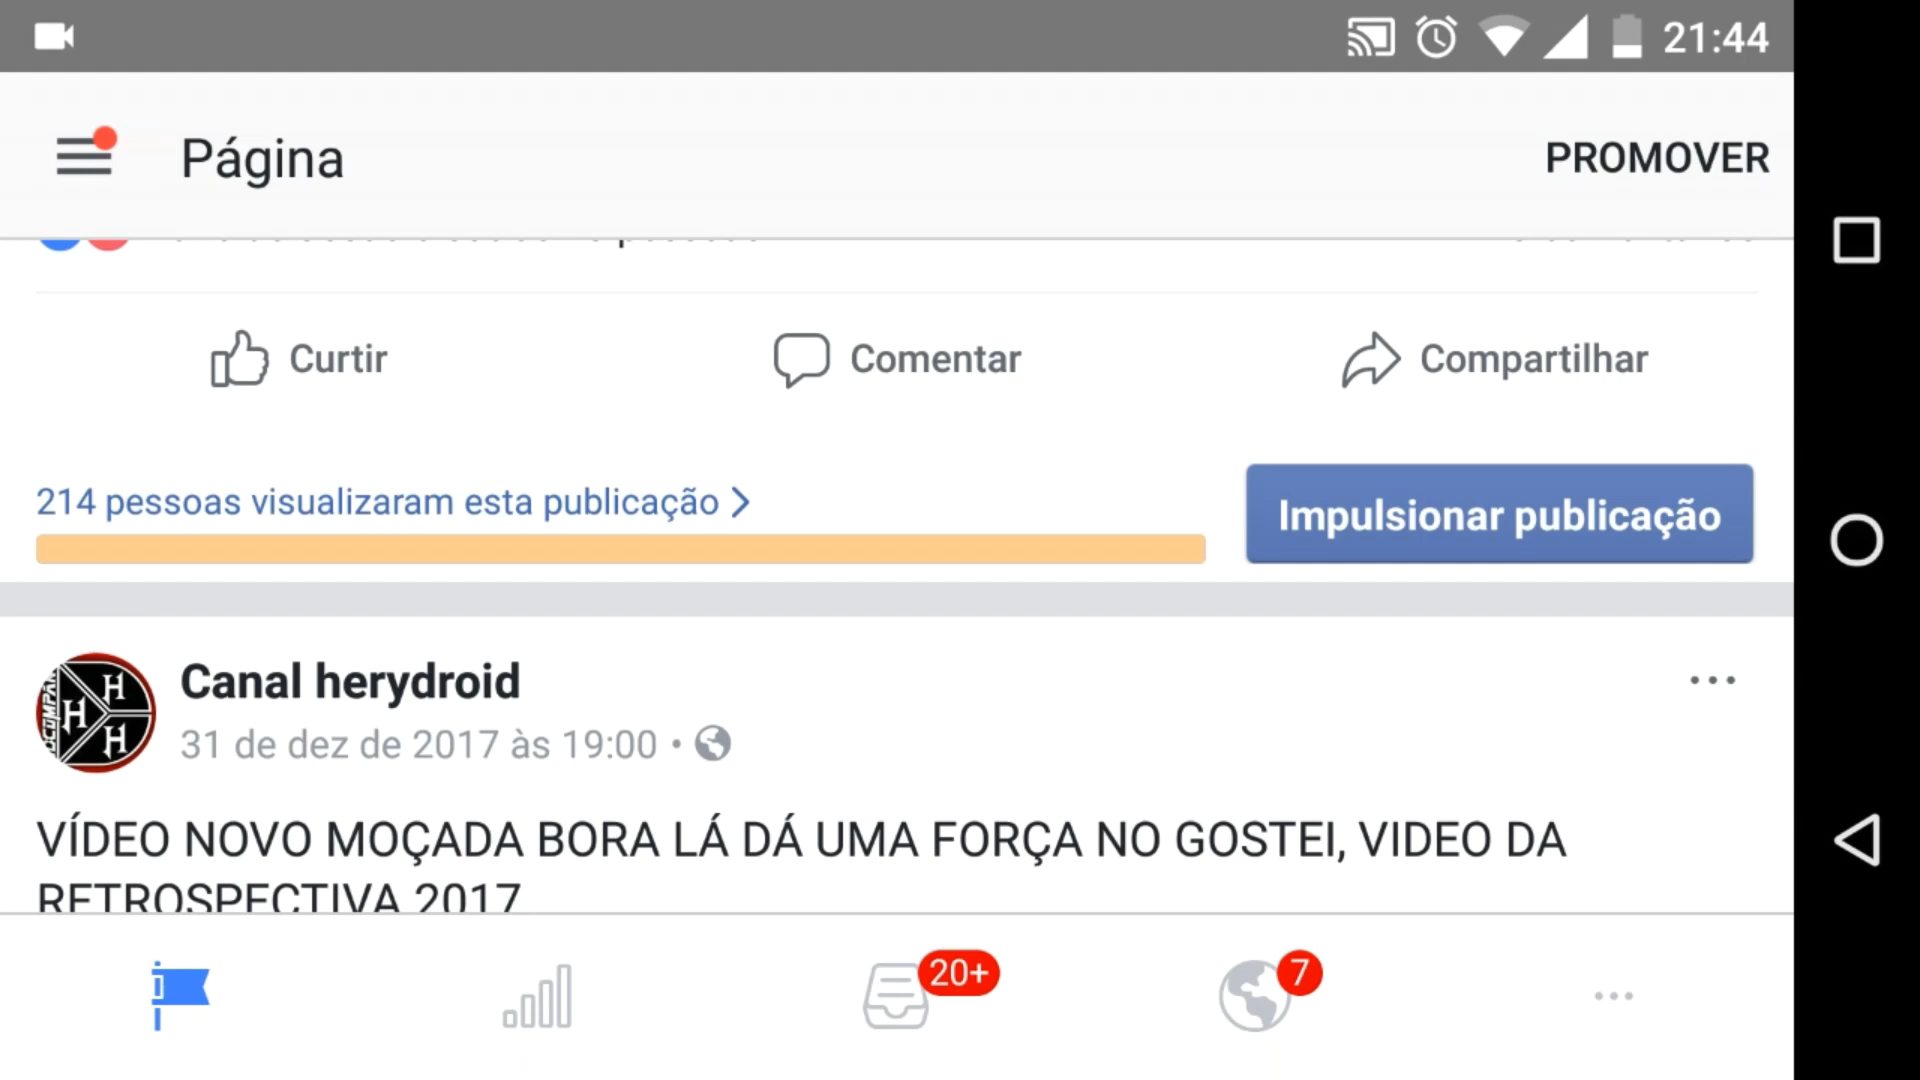 21:44
Página
PROMOVER
Curtir
Comentar
Compartilhar
214 pessoas visualizaram esta publicação
Impulsionar publicação
Canal herydroid
31 de dez de 2017 às 19:00
VÍDEO NOVO MOÇADA BORA LÁ DÁ UMA FORÇA NO GOSTEI, VIDEO DA
RETROSPECTIVA 2017
20+
7
H
H
H